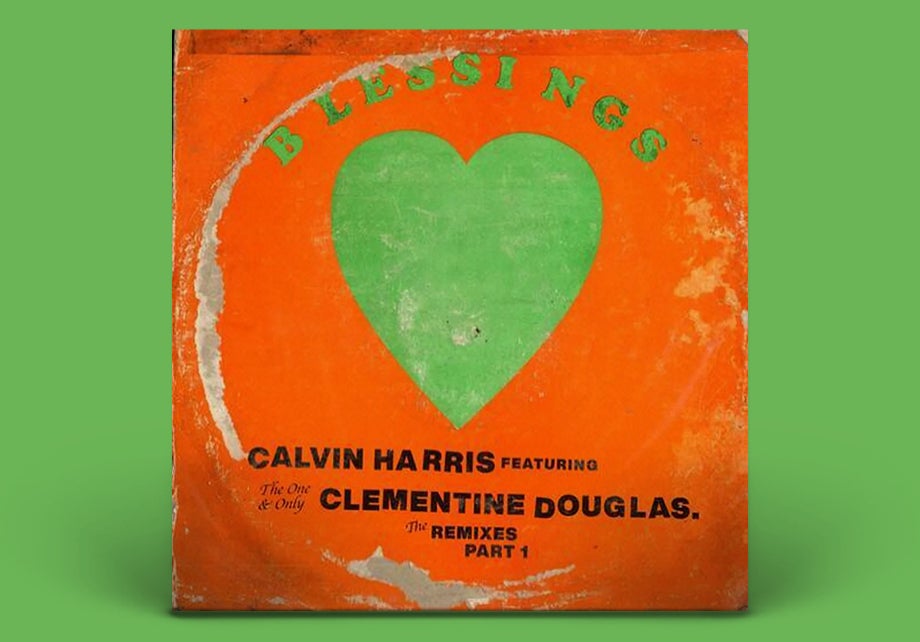 BLESSINGS
CALVIN HARRIS FEATURING
The One & Only CLEMENTINE DOUGLAS.
The REMIXES
PART 1